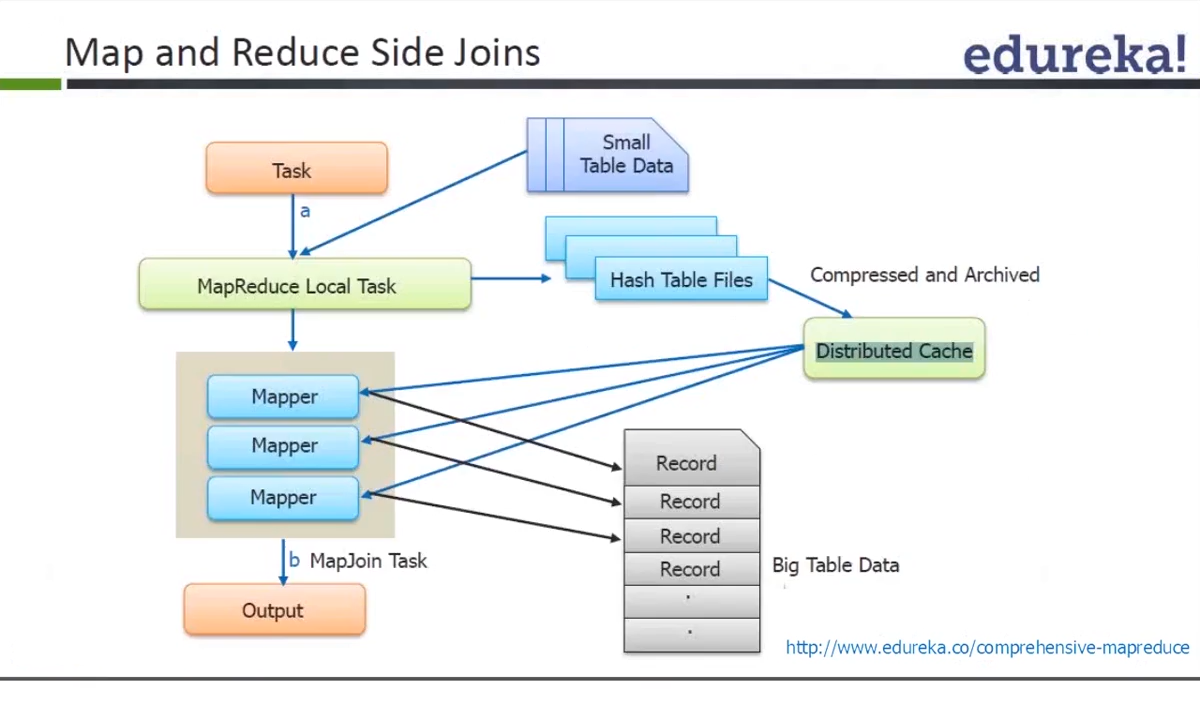 Map and Reduce Side Joins
edureka!
Small
Table Data
Task
a
MapReduce Local Task
Hash Table Files
Compressed and Archived
Distributed Cache
Mapper
Mapper
Mapper
Record
Record
Record
Record
.
.
Big Table Data
b MapJoin Task
Output
http://www.edureka.co/comprehensive-mapreduce